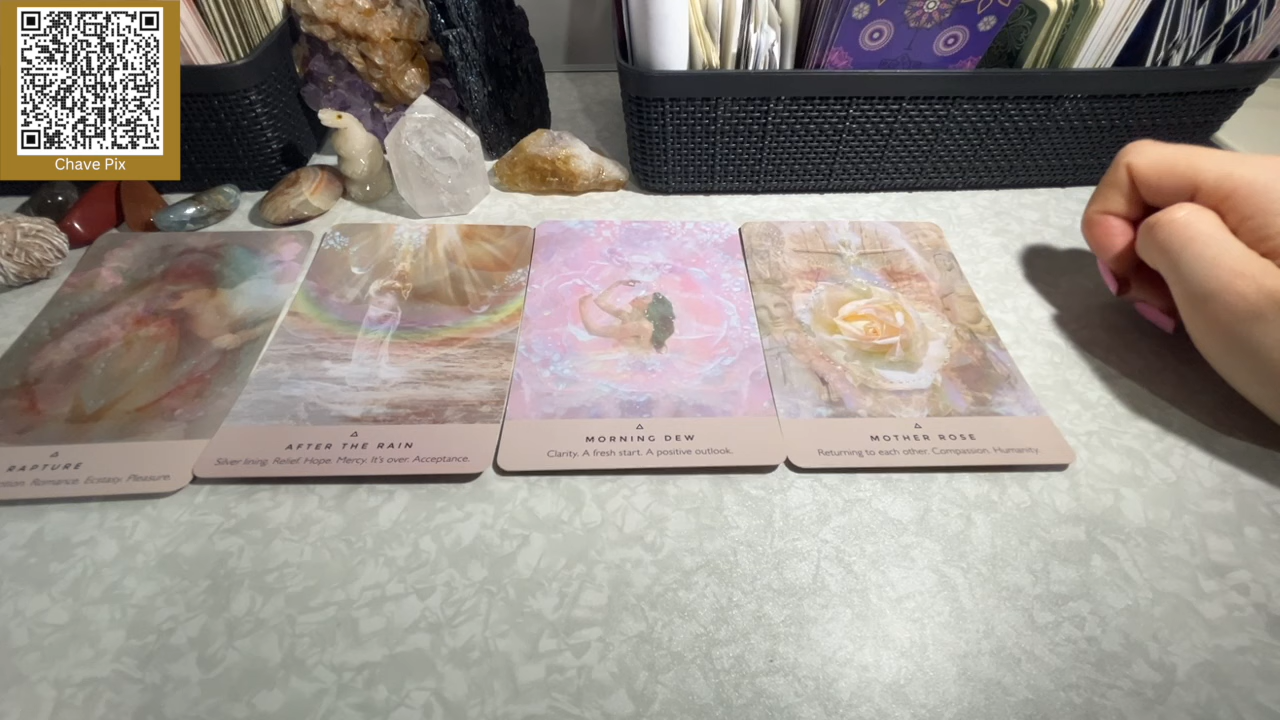 Chave Pix
RAPTURE
Romance. Ecstasy. Pleasure.
AFTER THE RAIN
Silver lining. Relief. Hope. Mercy. It's over. Acceptance.
MORNING DEW
Clarity. A fresh start. A positive outlook.
MOTHER ROSE
Returning to each other. Compassion. Humanity.